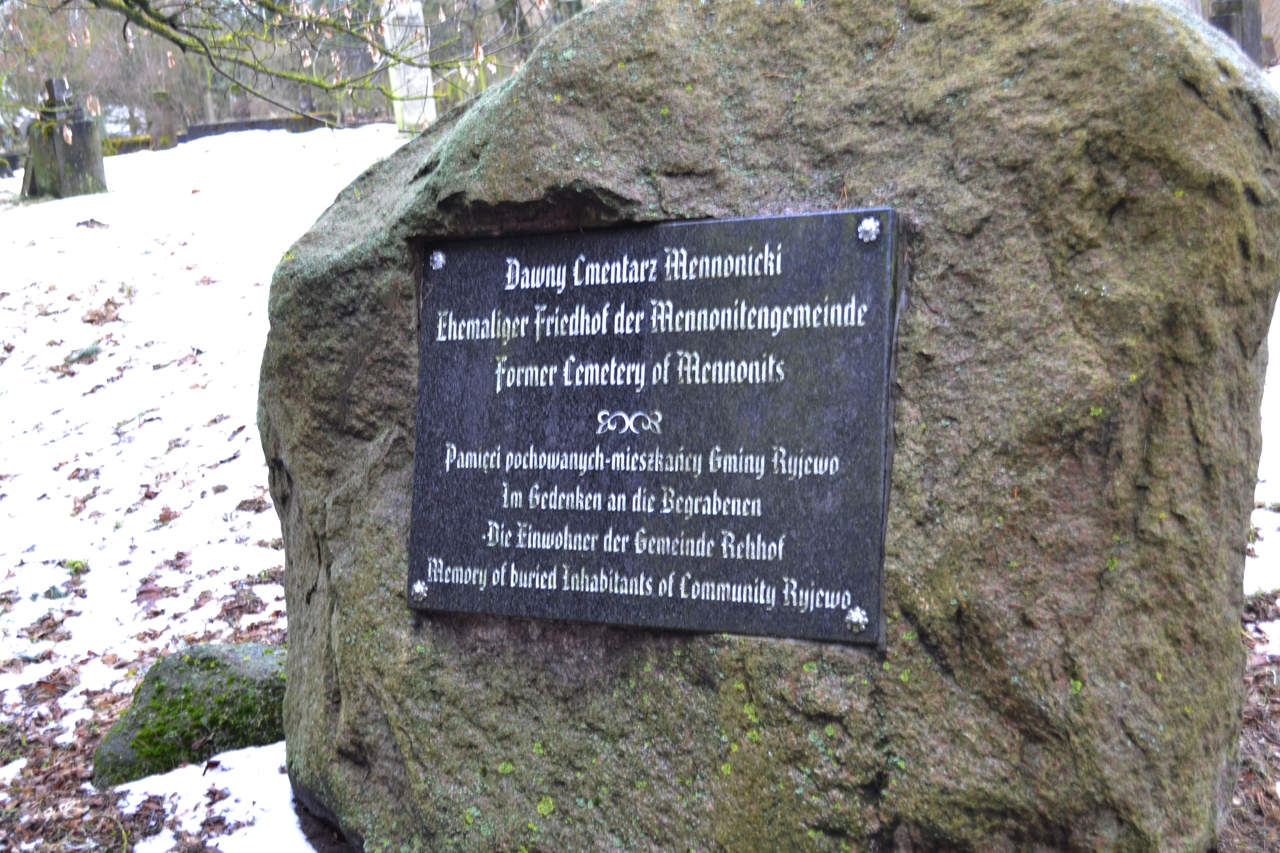 Dawny Cmentarz Mennonicki
Ehemaliger Friedhof der Mennonitengemeinde
Former Cemetery of Mennonits
Pamięci pochowanych-mieszkańcy Gminy Ryjewo
Im Gedenken an die Begrabenen
-Die Einwohner der Gemeinde Rehhof
Memory of buried Inhabitants of Community Ryjewo